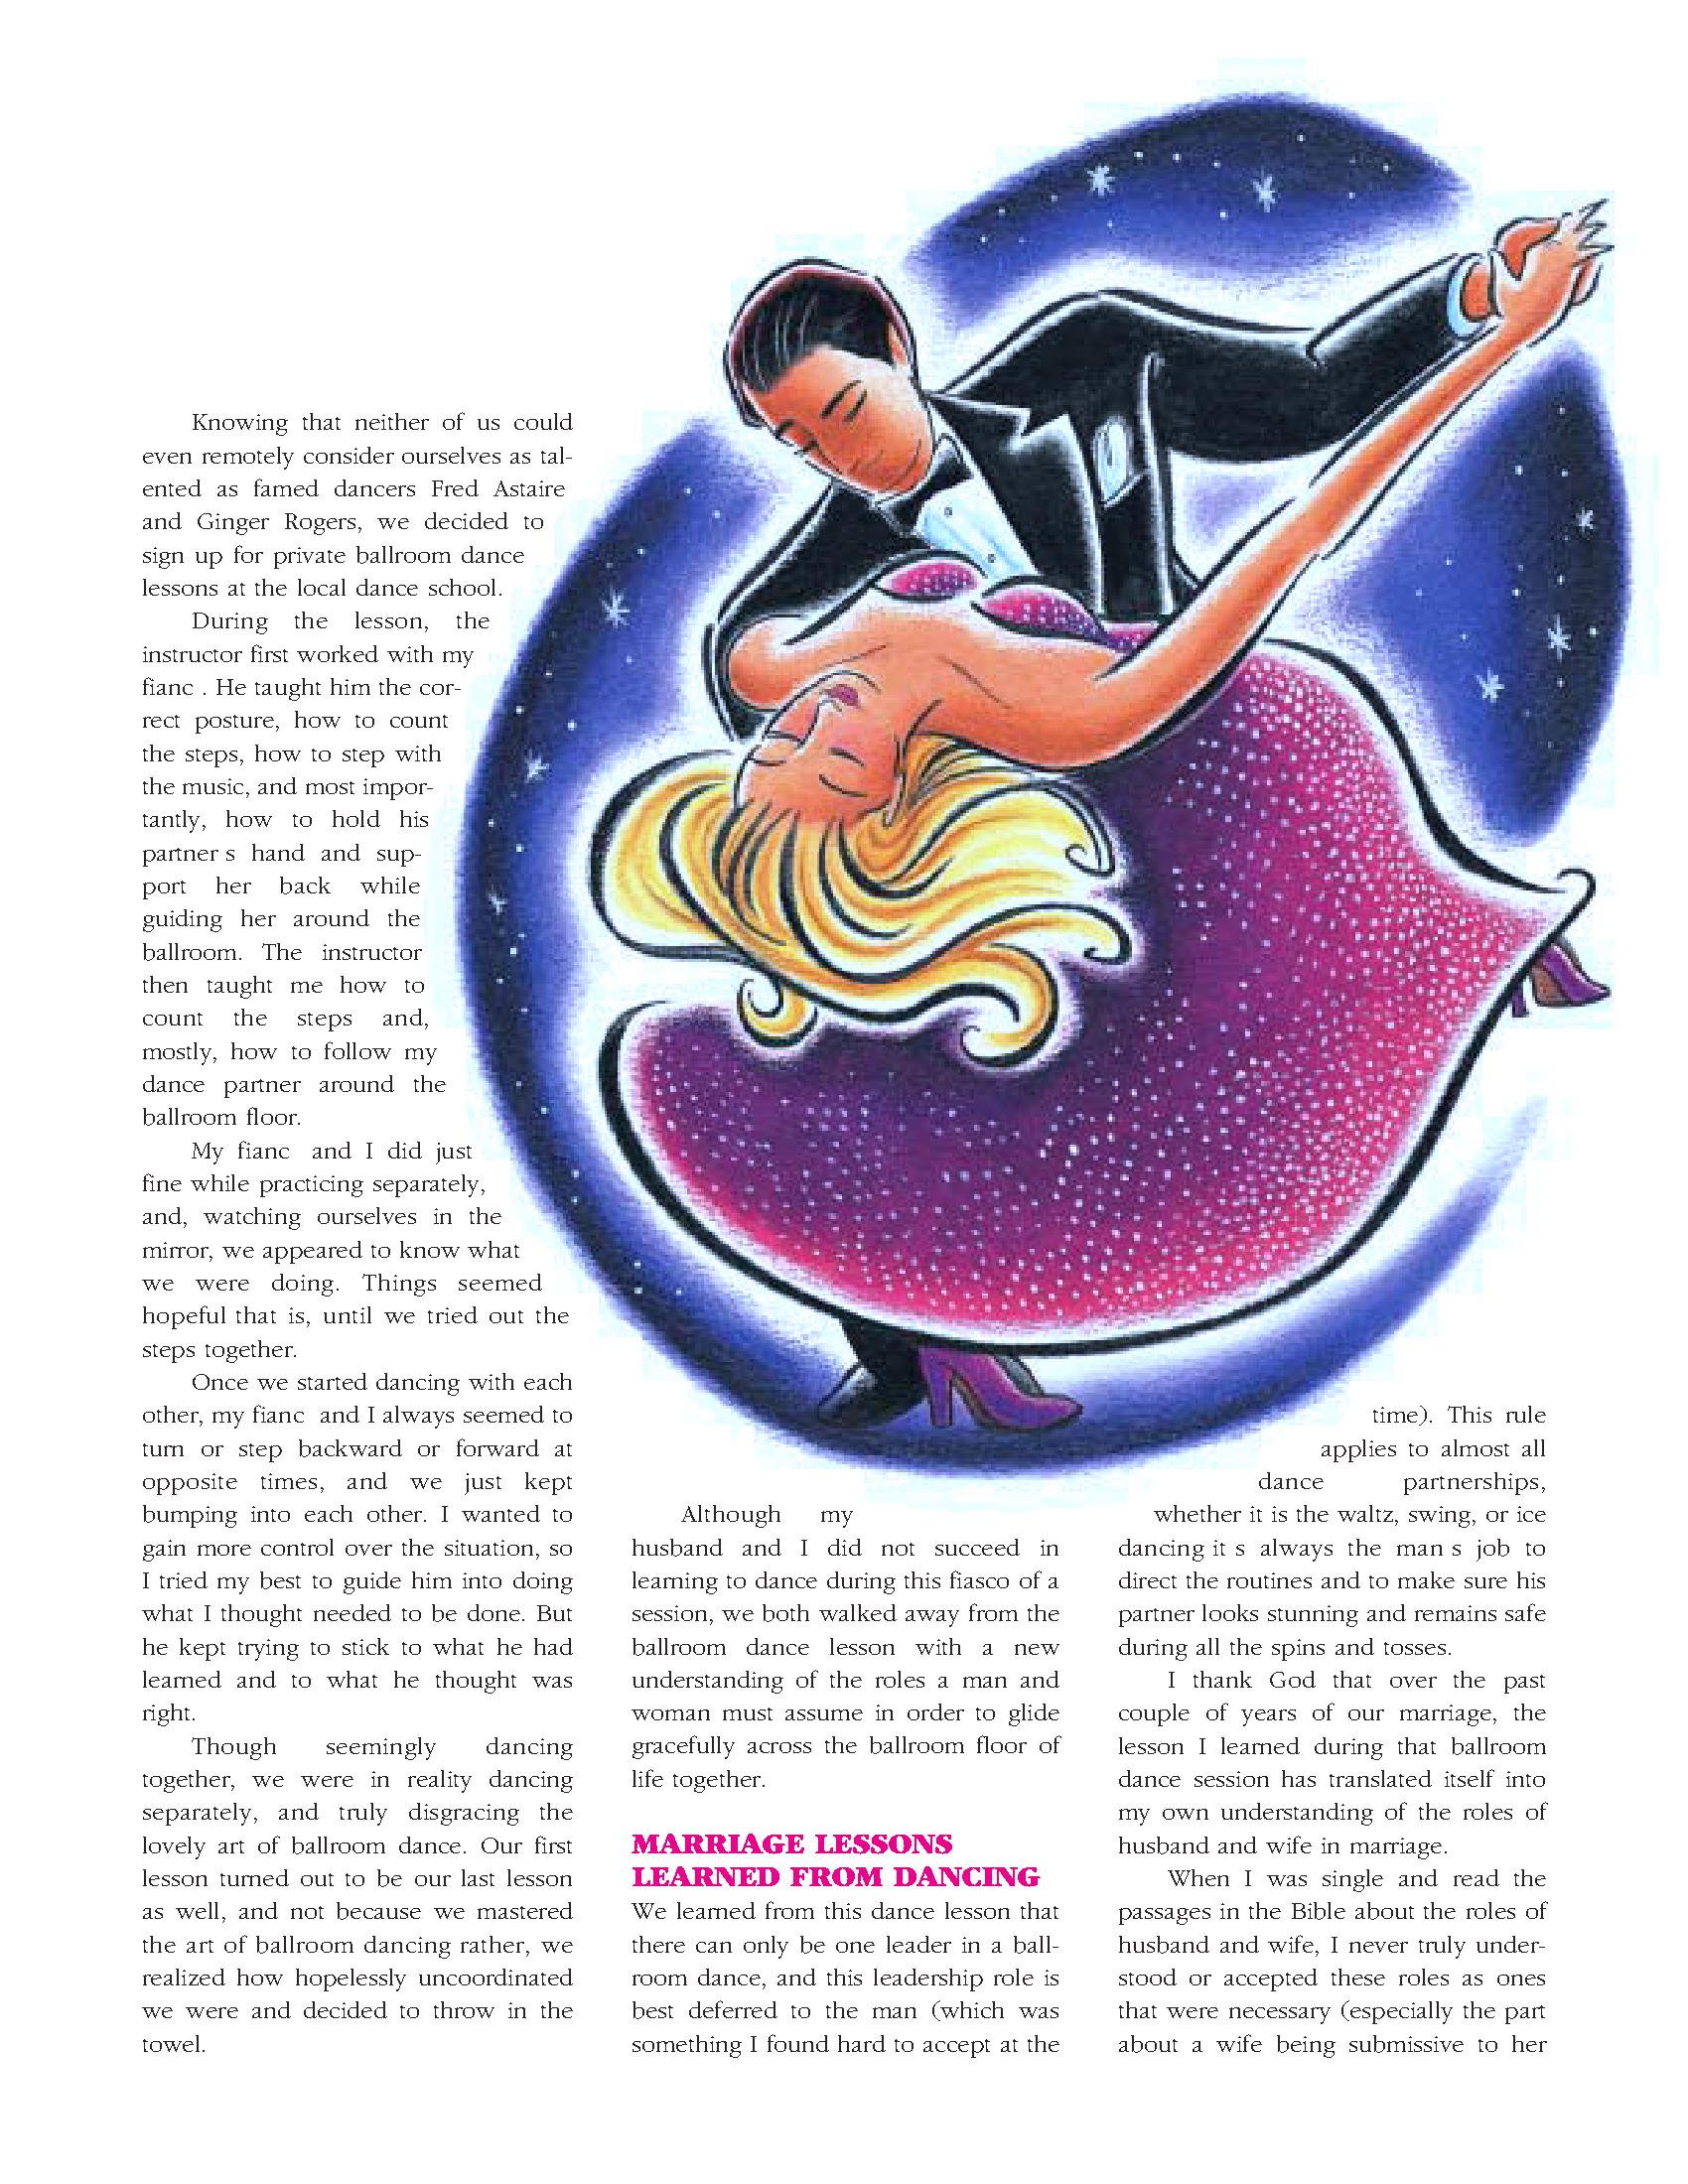 Knowing that neither of us could
even remotely consider ourselves as tal-
ented as famed dancers Fred Astaire
and Ginger Rogers, we decided to
sign up for private ballroom dance
lessons at the local dance school.
During the lesson, the
instructor first worked with my
fianc . He taught him the cor-
rect posture, how to count
the steps, how to step with
the music, and most impor-
tantly, how to hold his
partner s hand and sup-
port her back while
guiding her around the
ballroom. The instructor
then taught me how to
count the steps and,
mostly, how to follow my
dance partner around the
ballroom floor.
My fianc and I did just
fine while practicing separately,
and, watching ourselves in the
mirror, we appeared to know what
we were doing. Things seemed
hopeful that is, until we tried out the
steps together.
Once we started dancing with each
other, my fianc and I always seemed to
turn or step backward or forward at
opposite times, and we just kept
bumping into each other. I wanted to
gain more control over the situation, so
I tried my best to guide him into doing
what I thought needed to be done. But
he kept trying to stick to what he had
learned and to what he thought was
right.
Though seemingly dancing
together, we were in reality dancing
separately, and truly disgracing the
lovely art of ballroom dance. Our first
lesson turned out to be our last lesson
as well, and not because we mastered
the art of ballroom dancing rather, we
realized how hopelessly uncoordinated
we were and decided to throw in the
towel.
Although my
husband and I did not succeed in
learning to dance during this fiasco of a
session, we both walked away from the
ballroom dance lesson with a new
understanding of the roles a man and
woman must assume in order to glide
gracefully across the ballroom floor of
life together.
MARRIAGE LESSONS
LEARNED FROM DANCING
We learned from this dance lesson that
there can only be one leader in a ball-
room dance, and this leadership role is
best deferred to the man (which was
something I found hard to accept at the
time). This rule
applies to almost all
dance partnerships,
whether it is the waltz, swing, or ice
dancing it s always the man s job to
direct the routines and to make sure his
partner looks stunning and remains safe
during all the spins and tosses.
I thank God that over the past
couple of years of our marriage, the
lesson I learned during that ballroom
dance session has translated itself into
my own understanding of the roles of
husband and wife in marriage.
When I was single and read the
passages in the Bible about the roles of
husband and wife, I never truly under-
stood or accepted these roles as ones
that were necessary (especially the part
about a wife being submissive to her